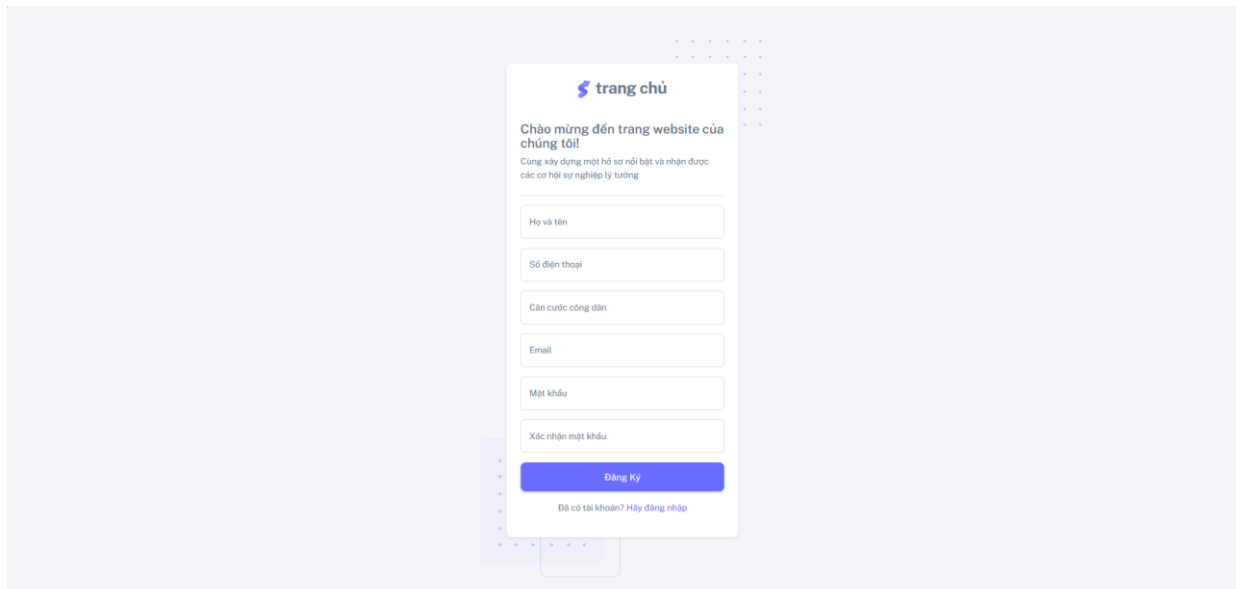 trang chủ
Chào mừng đến trang website của
chúng tôi!
Cùng xây dựng một hồ sơ nổi bật và nhận được
các cơ hội sự nghiệp lý tưởng
Họ và tên
Số điện thoại
Căn cước công dân
Email
Mật khẩu
Xác nhận mật khẩu
Đăng Ký
Đã có tài khoản? Hãy đăng nhập